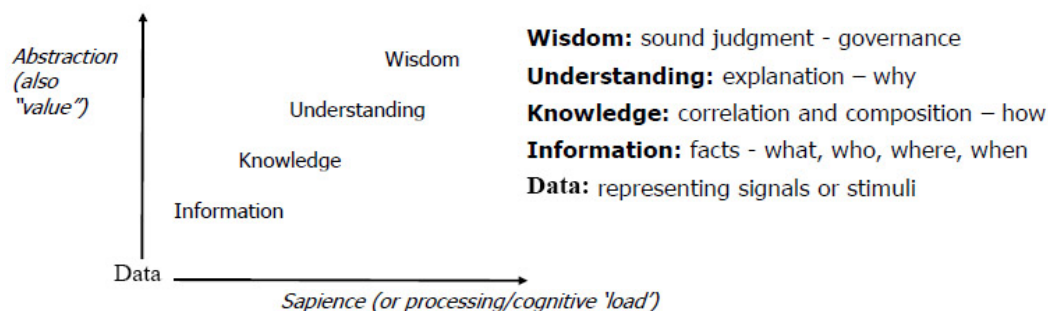 Abstraction
(also
"value")
Wisdom
Understanding
Knowledge
Information
Data
Sapience (or processing/cognitive 'load')
Wisdom: sound judgment - governance
Understanding: explanation – why
Knowledge: correlation and composition – how
Information: facts - what, who, where, when
Data: representing signals or stimuli